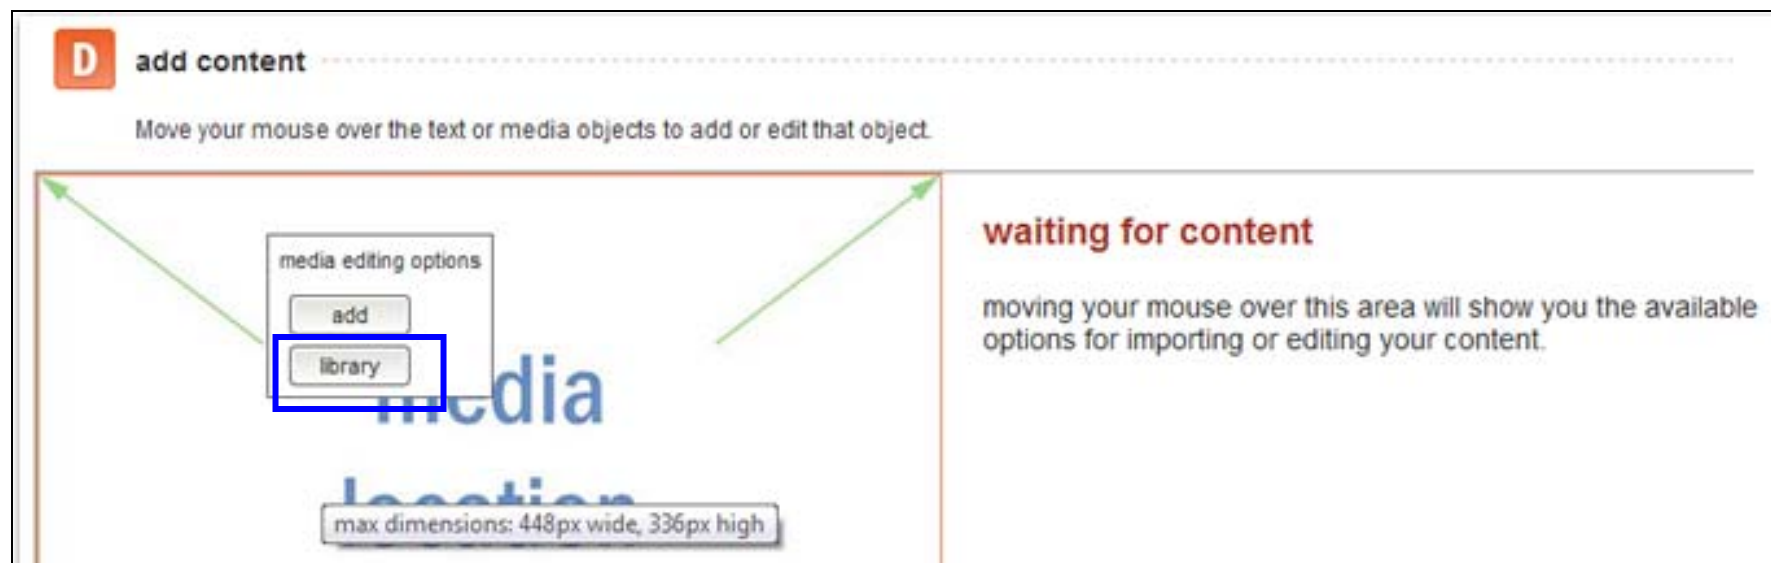 D add content
Move your mouse over the text or media objects to add or edit that object.
media editing options
add
library
media
location
max dimensions: 448px wide, 336px high
waiting for content
moving your mouse over this area will show you the available
options for importing or editing your content.